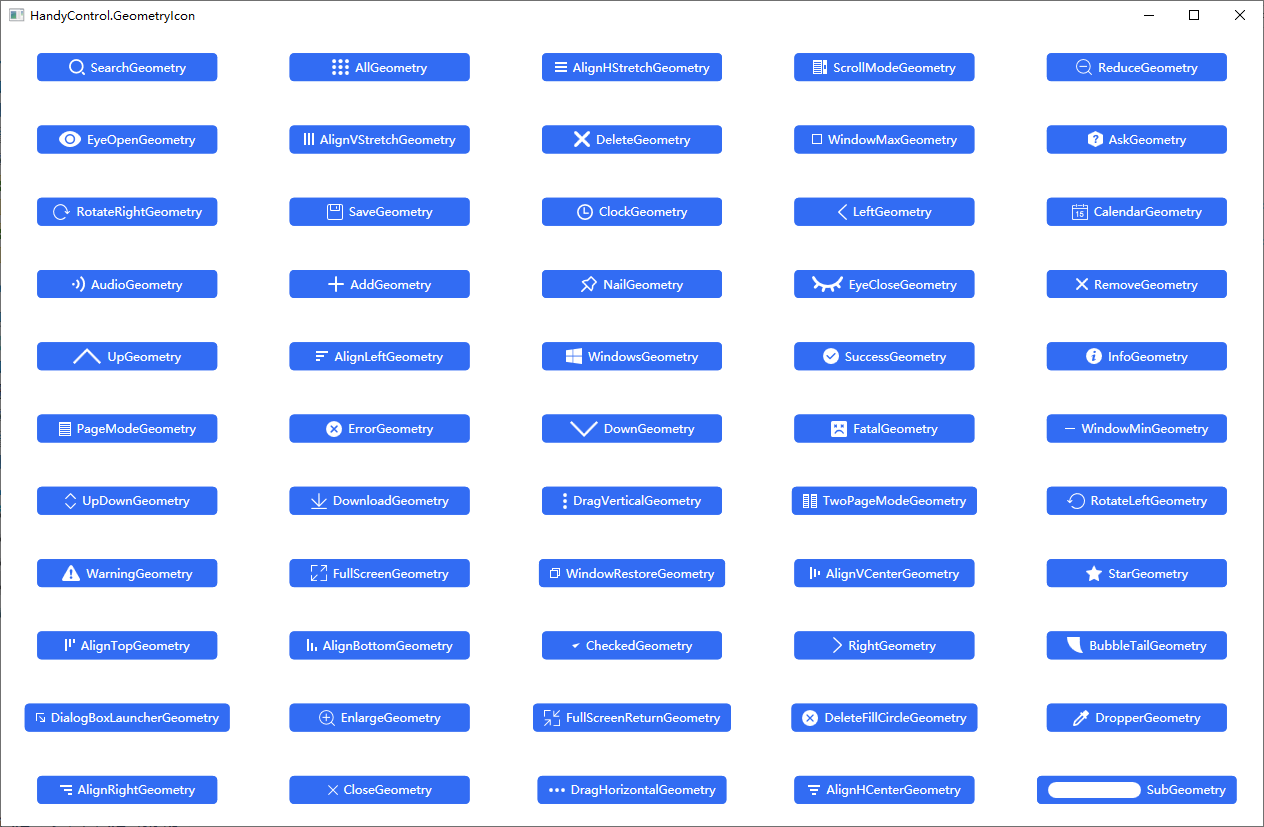 HandyControl.GeometryIcon
SearchGeometry AllGeometry AlignHStretchGeometry ScrollModeGeometry ReduceGeometry
EyeOpenGeometry AlignVStretchGeometry DeleteGeometry WindowMaxGeometry AskGeometry
RotateRightGeometry SaveGeometry ClockGeometry LeftGeometry 15 CalendarGeometry
AudioGeometry AddGeometry NailGeometry EyeCloseGeometry RemoveGeometry
UpGeometry AlignLeftGeometry WindowsGeometry SuccessGeometry InfoGeometry
PageModeGeometry ErrorGeometry DownGeometry FatalGeometry WindowMinGeometry
UpDownGeometry DownloadGeometry DragVerticalGeometry TwoPageModeGeometry RotateLeftGeometry
WarningGeometry FullScreenGeometry WindowRestoreGeometry AlignVCenterGeometry StarGeometry
AlignTopGeometry AlignBottomGeometry CheckedGeometry RightGeometry BubbleTailGeometry
DialogBoxLauncherGeometry EnlargeGeometry FullScreenReturnGeometry DeleteFillCircleGeometry DropperGeometry
AlignRightGeometry CloseGeometry DragHorizontalGeometry AlignHCenterGeometry SubGeometry